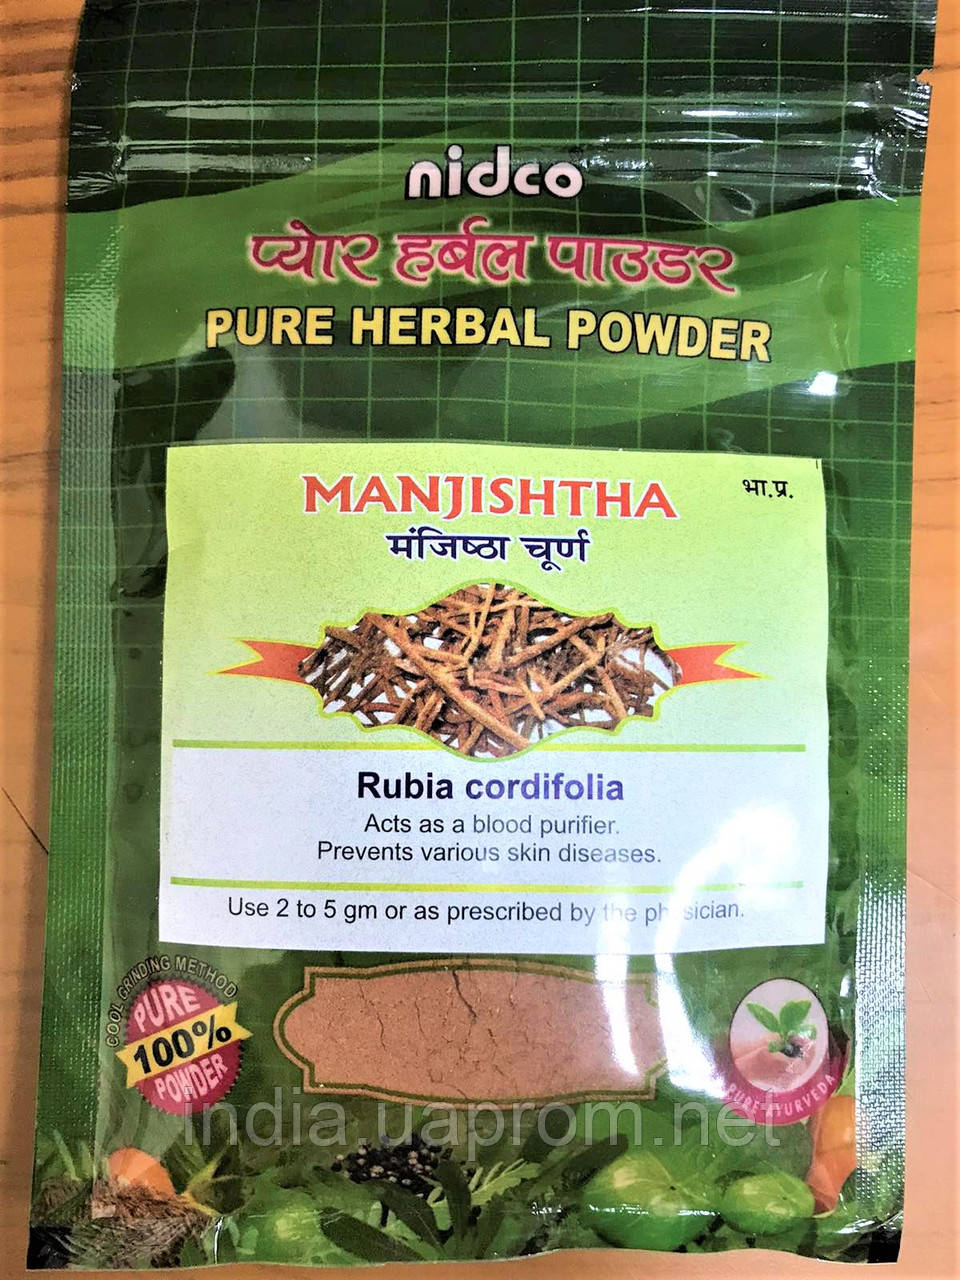 nidco
प्योर हर्बल पाउडर
PURE HERBAL POWDER
MANJISHTHA
भा.प्र.
मंजिष्ठा चूर्ण
Rubia cordifolia
Acts as a blood purifier.
Prevents various skin diseases.
Use 2 to 5 gm or as prescribed by the physician.
COOL GRINDING METHOD
PURE
100%
POWDER
PURE AYURVEDA
india.uaprom.net